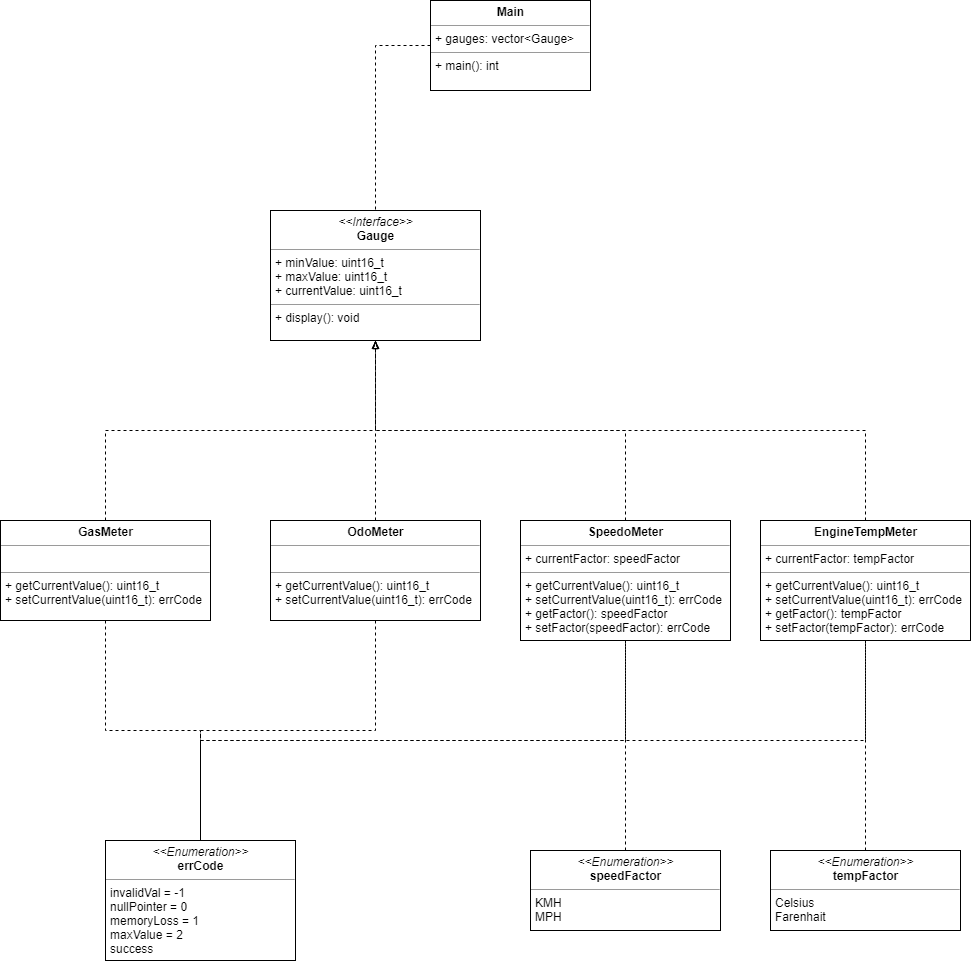 Main
+ gauges: vector<Gauge>
+ main(): int
<<Interface>>
Gauge
+ minValue: uint16_t
+ maxValue: uint16_t
+ currentValue: uint16_t
+ display(): void
GasMeter
+ getCurrentValue(): uint16_t
+ setCurrentValue(uint16_t): errCode
OdoMeter
+ getCurrentValue(): uint16_t
+ setCurrentValue(uint16_t): errCode
SpeedoMeter
+ currentFactor: speedFactor
+ getCurrentValue(): uint16_t
+ setCurrentValue(uint16_t): errCode
+ getFactor(): speedFactor
+ setFactor(speedFactor): errCode
EngineTempMeter
+ currentFactor: tempFactor
+ getCurrentValue(): uint16_t
+ setCurrentValue(uint16_t): errCode
+ getFactor(): tempFactor
+ setFactor(tempFactor): errCode
<<Enumeration>>
errCode
invalidVal = -1
nullPointer = 0
memoryLoss = 1
maxValue = 2
success
<<Enumeration>>
speedFactor
KMH
MPH
<<Enumeration>>
tempFactor
Celsius
Farenhait